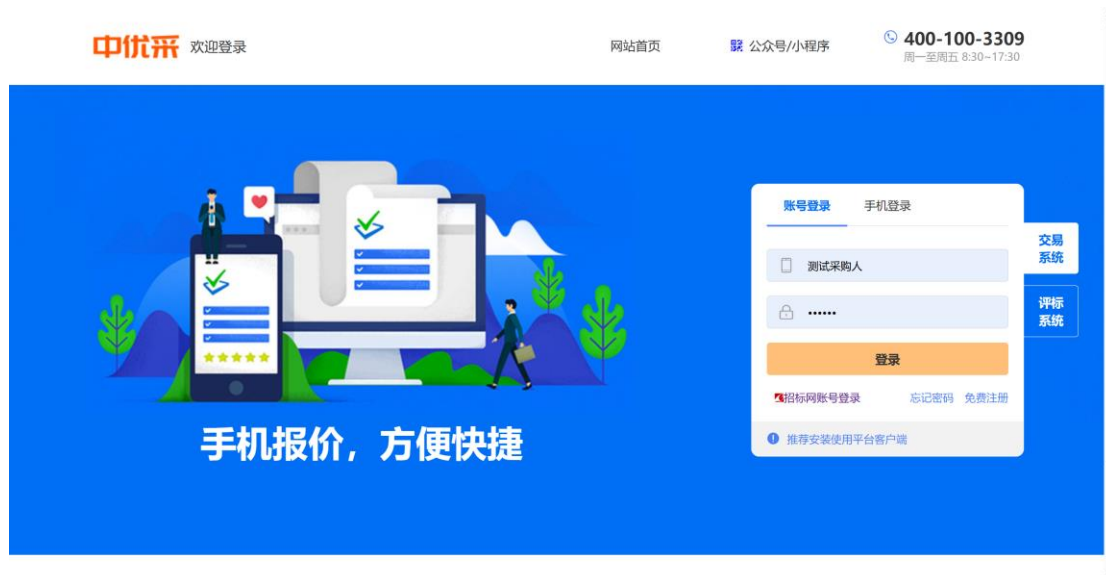 中优采 欢迎登录 网站首页 公众号/小程序 400-100-3309
周一至周五 8:30~17:30
账号登录 手机登录
测试采购人
••••••
登录
招标网账号登录 忘记密码 免费注册
推荐安装使用平台客户端
交易
系统
评标
系统
手机报价，方便快捷